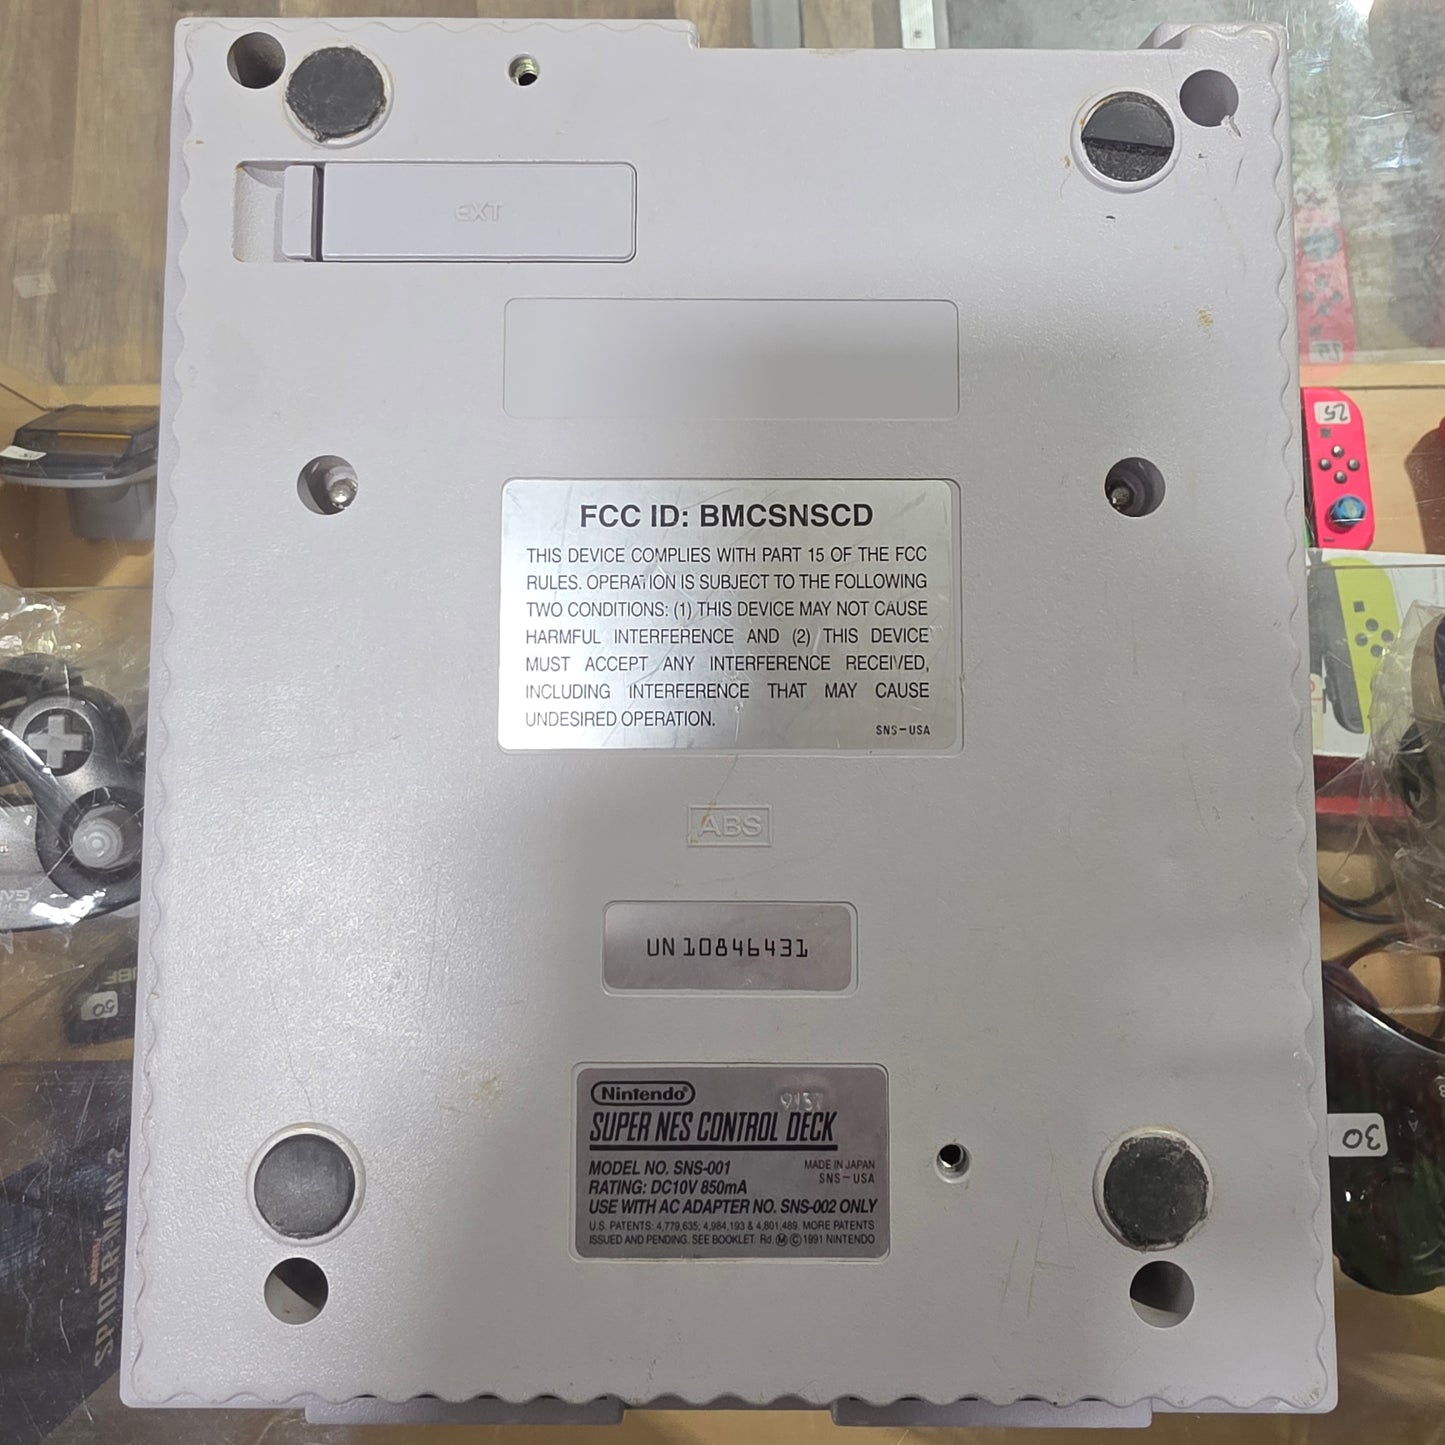 EXT
FCC ID: BMCSNSCD
THIS DEVICE COMPLIES WITH PART 15 OF THE FCC
RULES. OPERATION IS SUBJECT TO THE FOLLOWING
TWO CONDITIONS: (1) THIS DEVICE MAY NOT CAUSE
HARMFUL INTERFERENCE AND (2) THIS DEVICE
MUST ACCEPT ANY INTERFERENCE RECEIVED,
INCLUDING INTERFERENCE THAT MAY CAUSE
UNDESIRED OPERATION.
SNS-USA
ABS
UN10846431
Nintendo®
SUPER NES CONTROL DECK
MODEL NO. SNS-001
MADE IN JAPAN
SNS-USA
RATING: DC10V 850mA
USE WITH AC ADAPTER NO. SNS-002 ONLY
U.S. PATENTS: 4,779,635; 4,984,193 & 4,801,489. MORE PATENTS
ISSUED AND PENDING. SEE BOOKLET. Rd. Ⓜ © 1991 NINTENDO
25
50
30
SPIDER-MAN 2